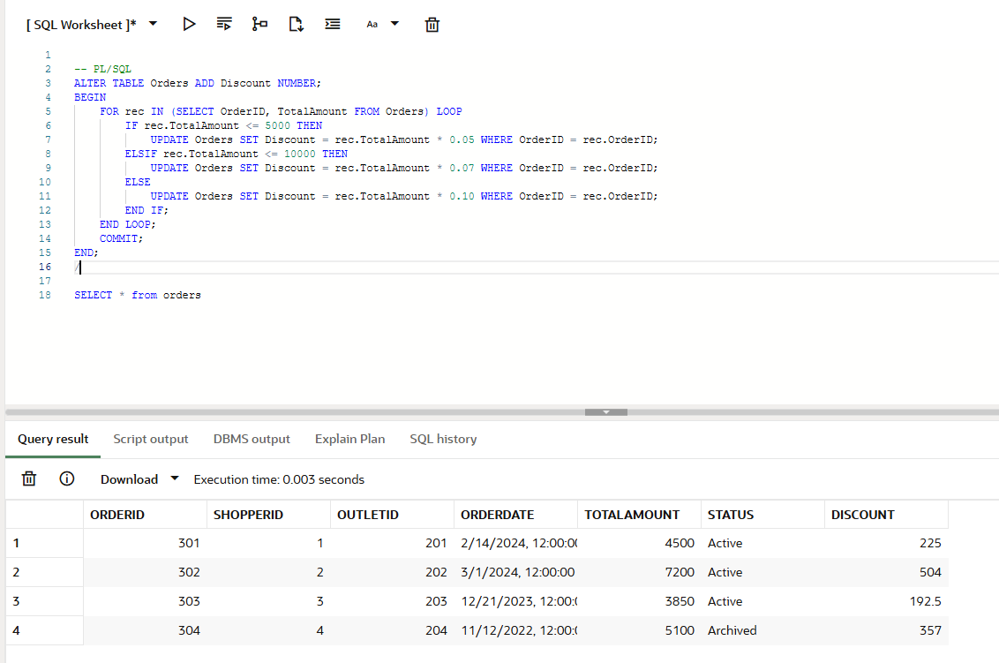 [ SQL Worksheet ]* Aa
1
2 -- PL/SQL
3 ALTER TABLE Orders ADD Discount NUMBER;
4 BEGIN
5 FOR rec IN (SELECT OrderID, TotalAmount FROM Orders) LOOP
6 IF rec.TotalAmount <= 5000 THEN
7 UPDATE Orders SET Discount = rec.TotalAmount * 0.05 WHERE OrderID = rec.OrderID;
8 ELSIF rec.TotalAmount <= 10000 THEN
9 UPDATE Orders SET Discount = rec.TotalAmount * 0.07 WHERE OrderID = rec.OrderID;
10 ELSE
11 UPDATE Orders SET Discount = rec.TotalAmount * 0.10 WHERE OrderID = rec.OrderID;
12 END IF;
13 END LOOP;
14 COMMIT;
15 END;
16 /
17
18 SELECT * from orders
Query result Script output DBMS output Explain Plan SQL history
Download Execution time: 0.003 seconds
ORDERID SHOPPERID OUTLETID ORDERDATE TOTALAMOUNT STATUS DISCOUNT
1 301 1 201 2/14/2024, 12:00:00 4500 Active 225
2 302 2 202 3/1/2024, 12:00:00 7200 Active 504
3 303 3 203 12/21/2023, 12:00:0 3850 Active 192.5
4 304 4 204 11/12/2022, 12:00:0 5100 Archived 357